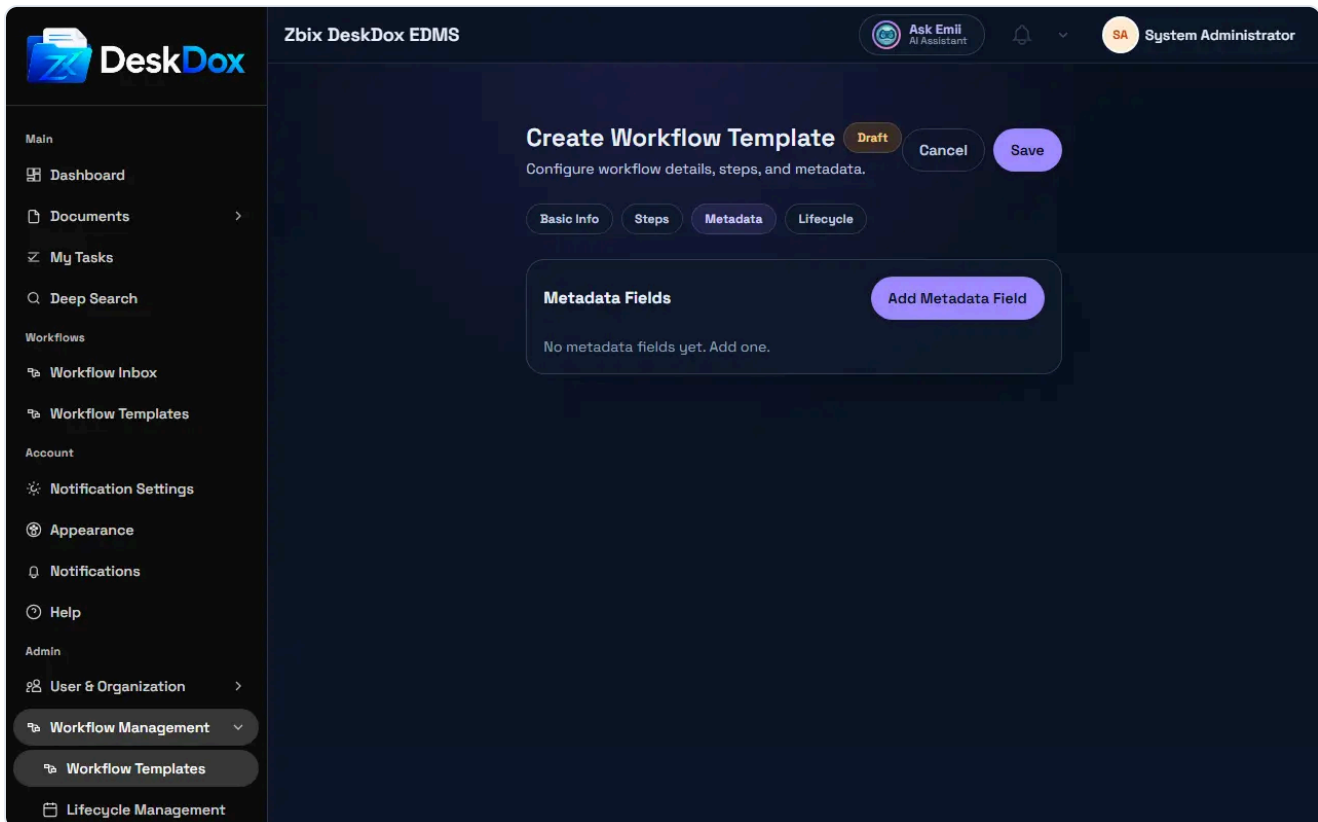 DeskDox
Zbix DeskDox EDMS
Ask Emii
AI Assistant
SA
System Administrator
Main
Dashboard
Documents
My Tasks
Deep Search
Workflows
Workflow Inbox
Workflow Templates
Account
Notification Settings
Appearance
Notifications
Help
Admin
User & Organization
Workflow Management
Workflow Templates
Lifecycle Management
Create Workflow Template Draft
Cancel Save
Configure workflow details, steps, and metadata.
Basic Info Steps Metadata Lifecycle
Metadata Fields Add Metadata Field
No metadata fields yet. Add one.